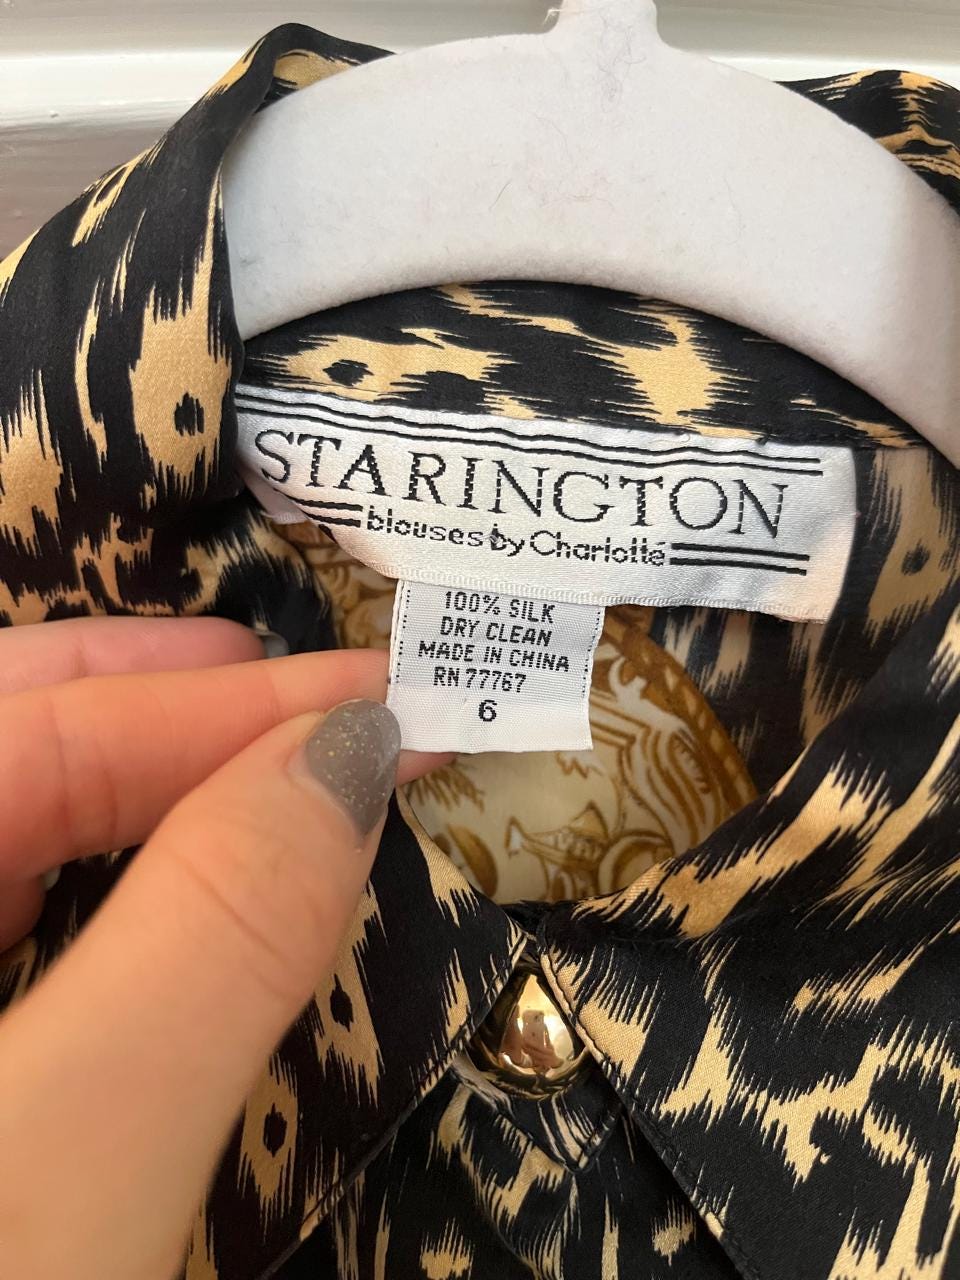 STARINGTON
blouses by Charlotte
100% SILK
DRY CLEAN
MADE IN CHINA
RN 77767
6